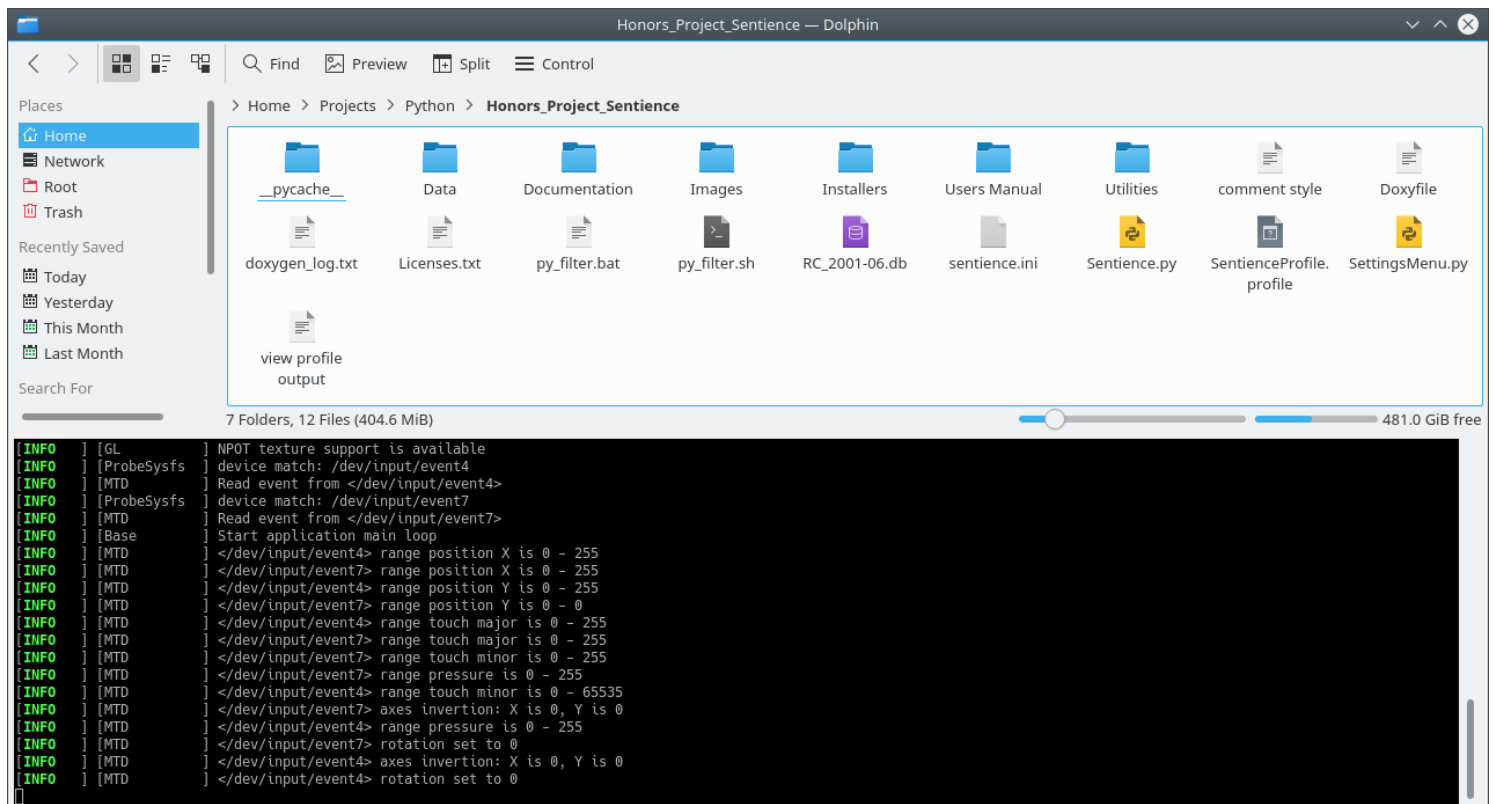 Honors_Project_Sentience — Dolphin
Find Preview Split Control
Places
> Home > Projects > Python > Honors_Project_Sentience
Home
Network
Root
Trash
Recently Saved
Today
Yesterday
This Month
Last Month
Search For
__pycache__ Data Documentation Images Installers Users Manual Utilities comment style Doxyfile
doxygen_log.txt Licenses.txt py_filter.bat py_filter.sh RC_2001-06.db sentience.ini Sentience.py SentienceProfile. SettingsMenu.py
profile
view profile
output
7 Folders, 12 Files (404.6 MiB) 481.0 GiB free
[INFO   ] [GL          ] NPOT texture support is available
[INFO   ] [ProbeSysfs  ] device match: /dev/input/event4
[INFO   ] [MTD         ] Read event from </dev/input/event4>
[INFO   ] [ProbeSysfs  ] device match: /dev/input/event7
[INFO   ] [MTD         ] Read event from </dev/input/event7>
[INFO   ] [Base        ] Start application main loop
[INFO   ] [MTD         ] </dev/input/event4> range position X is 0 - 255
[INFO   ] [MTD         ] </dev/input/event7> range position X is 0 - 255
[INFO   ] [MTD         ] </dev/input/event4> range position Y is 0 - 255
[INFO   ] [MTD         ] </dev/input/event7> range position Y is 0 - 0
[INFO   ] [MTD         ] </dev/input/event4> range touch major is 0 - 255
[INFO   ] [MTD         ] </dev/input/event7> range touch major is 0 - 255
[INFO   ] [MTD         ] </dev/input/event7> range touch minor is 0 - 255
[INFO   ] [MTD         ] </dev/input/event7> range pressure is 0 - 255
[INFO   ] [MTD         ] </dev/input/event4> range touch minor is 0 - 65535
[INFO   ] [MTD         ] </dev/input/event7> axes invertion: X is 0, Y is 0
[INFO   ] [MTD         ] </dev/input/event4> range pressure is 0 - 255
[INFO   ] [MTD         ] </dev/input/event7> rotation set to 0
[INFO   ] [MTD         ] </dev/input/event4> axes invertion: X is 0, Y is 0
[INFO   ] [MTD         ] </dev/input/event4> rotation set to 0